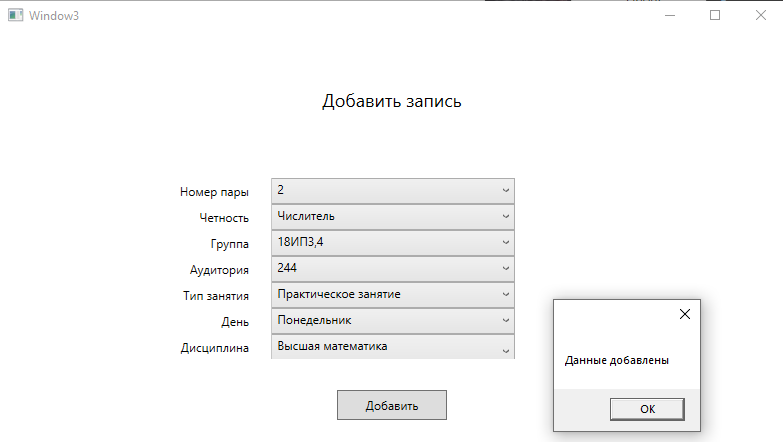 Window3
Добавить запись
Номер пары 2
Четность Числитель
Группа 18ИП3,4
Аудитория 244
Тип занятия Практическое занятие
День Понедельник
Дисциплина Высшая математика
Данные добавлены
Добавить
OK